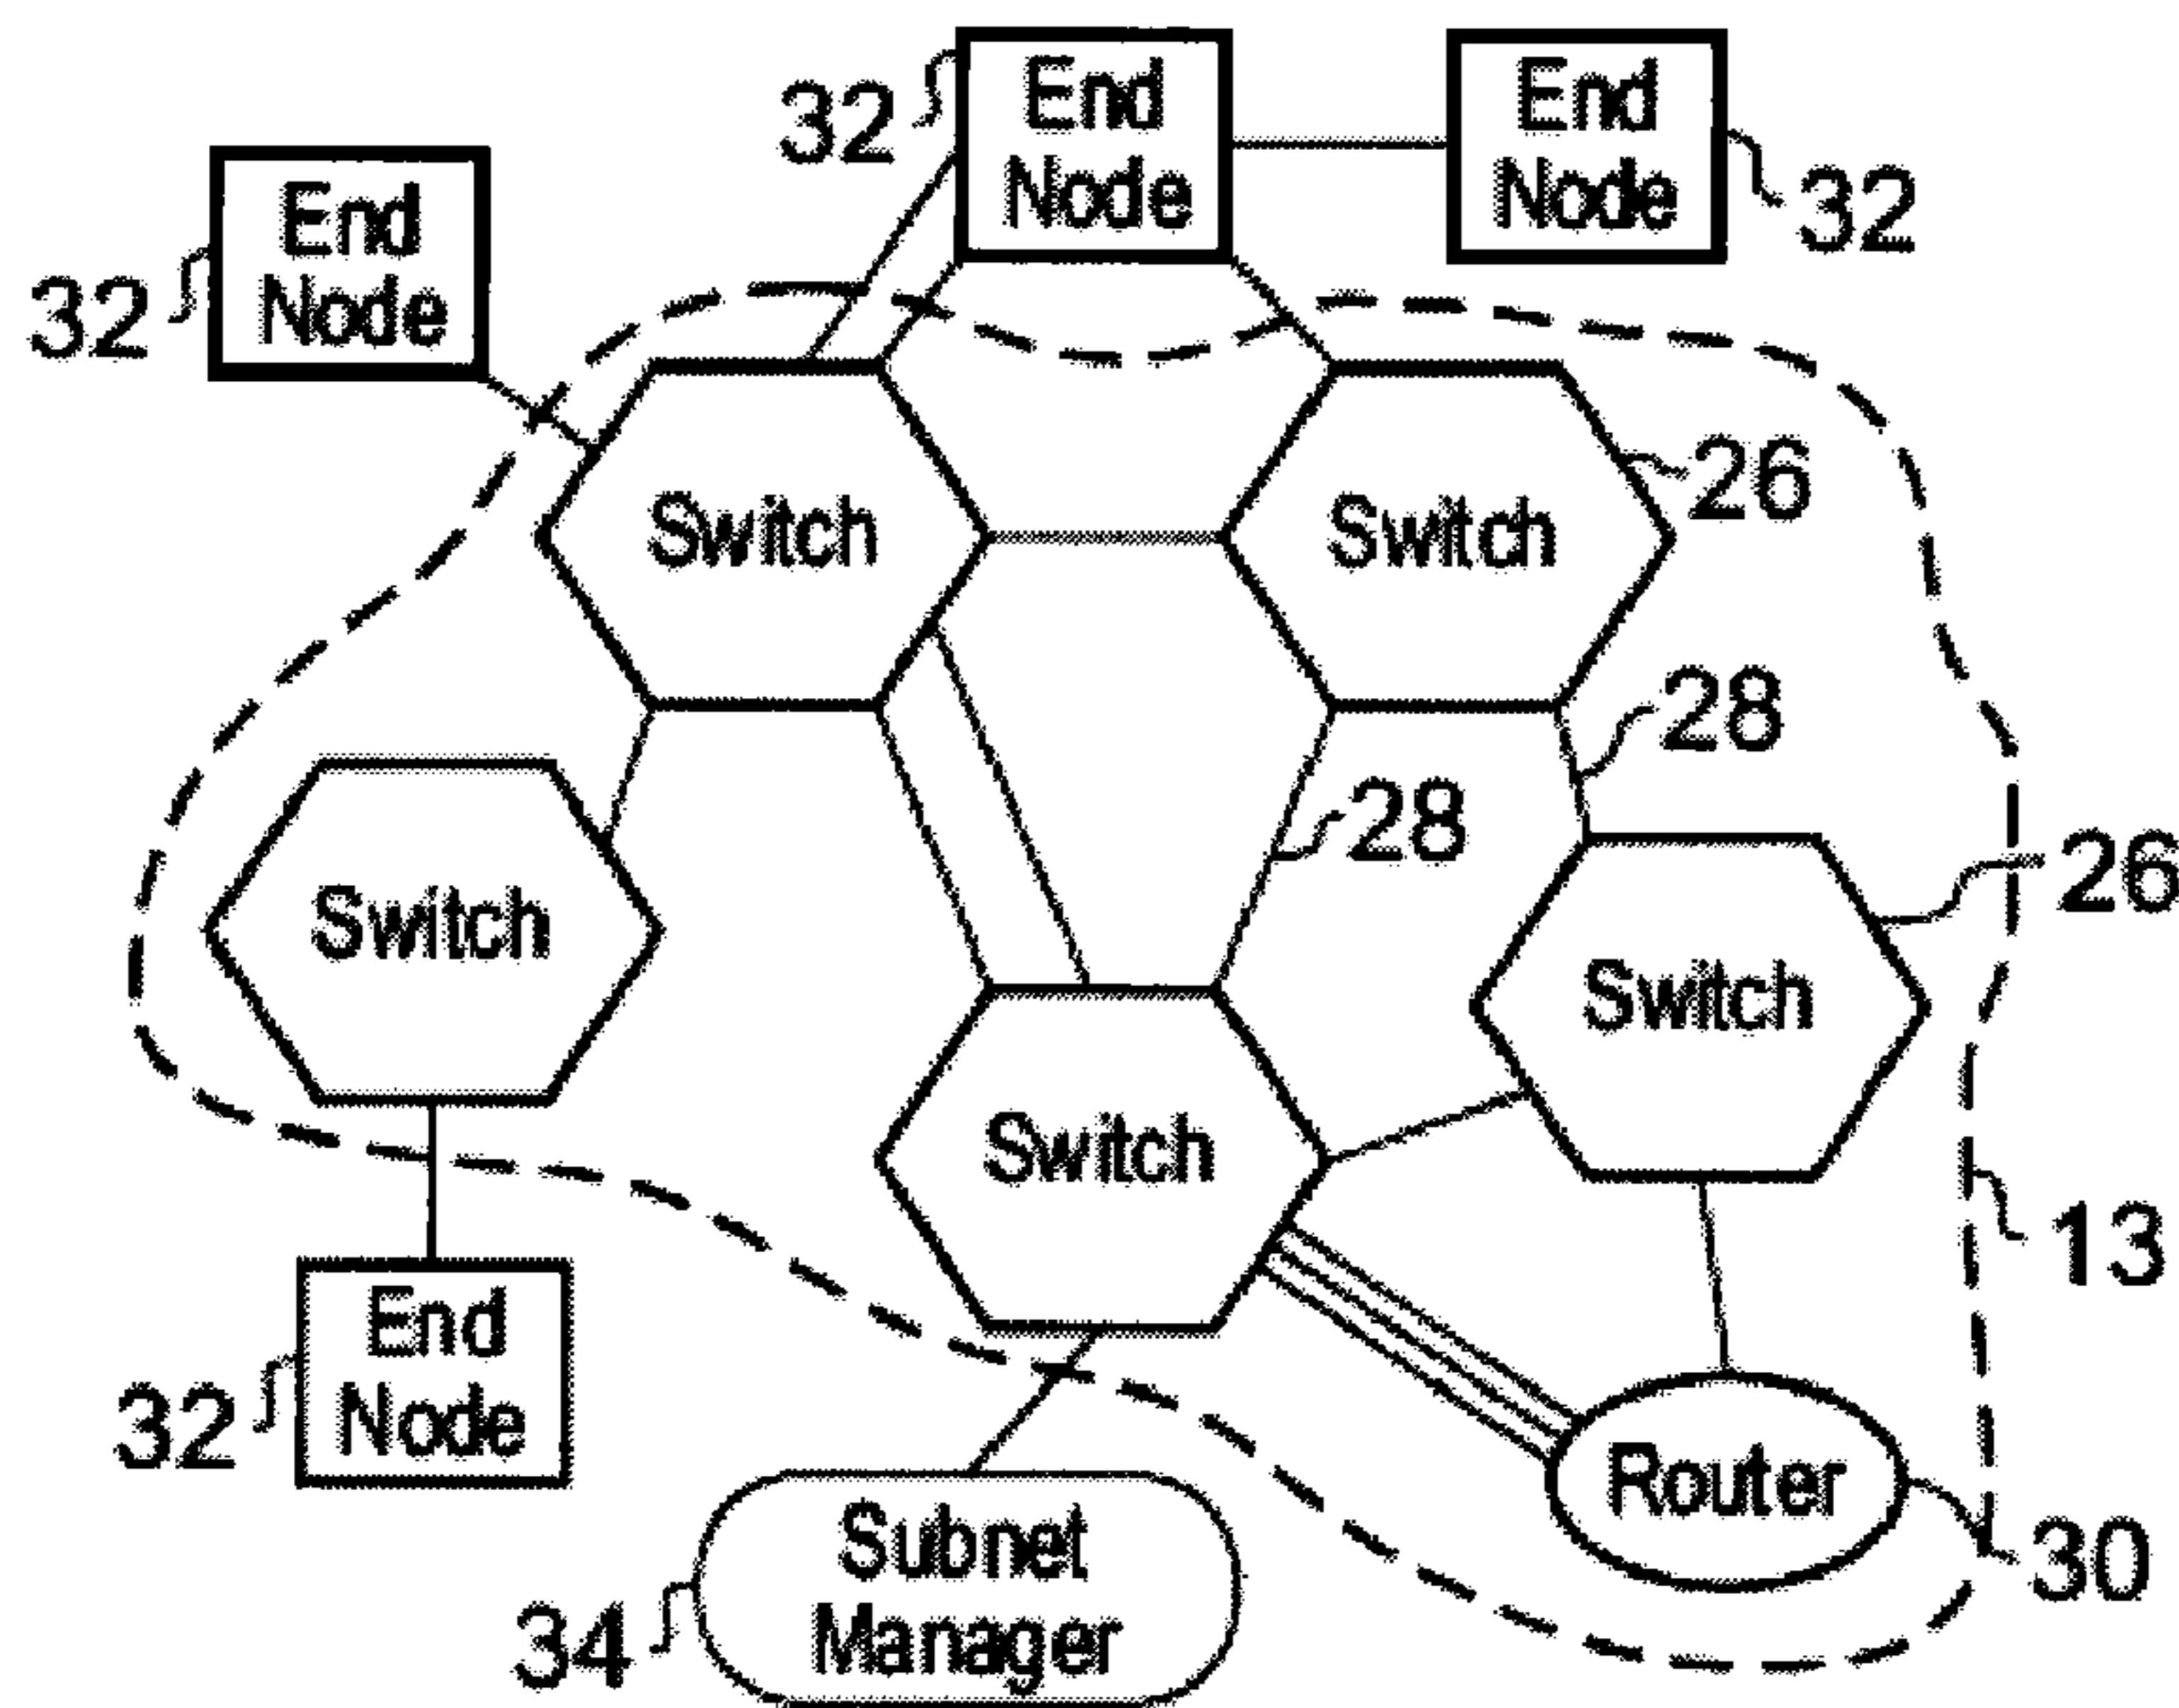 End
Node
32
End
Node
32
End
Node
32
Switch
Switch
26
28
28
Switch
26
Switch
Switch
13
End
Node
32
Router
30
Subnet
Manager
34